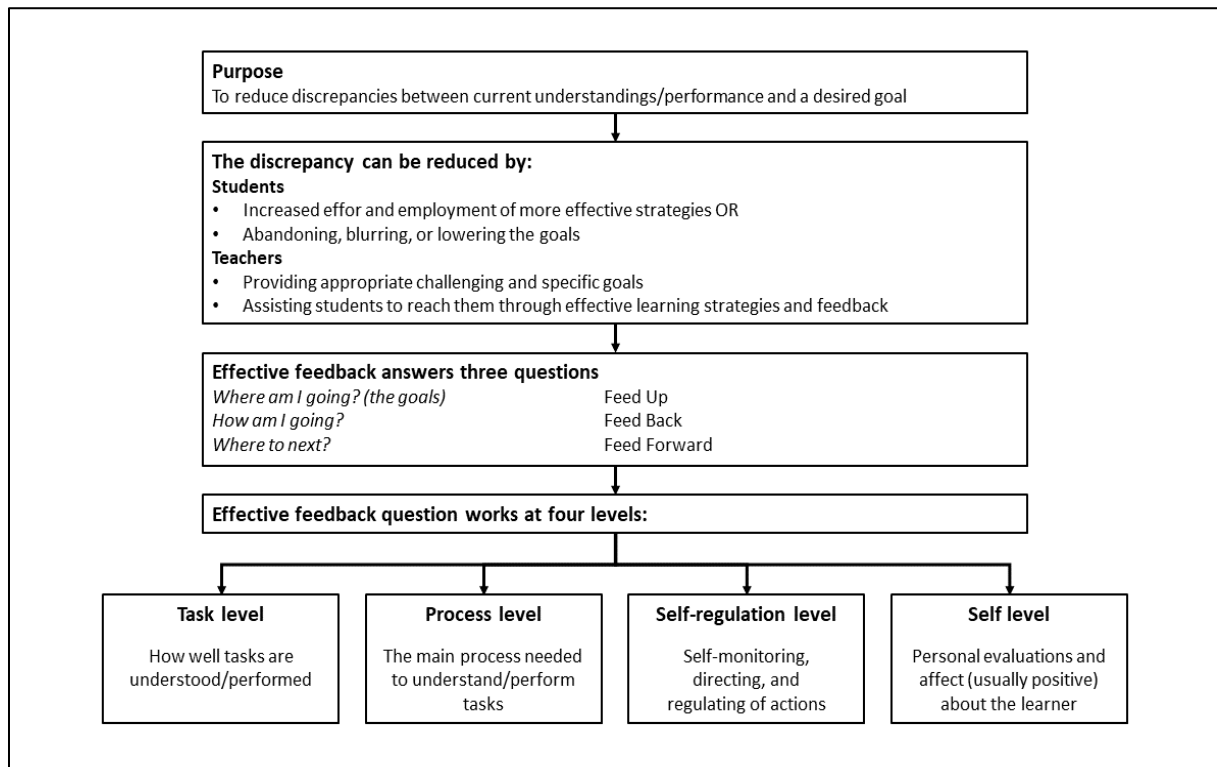 Purpose
To reduce discrepancies between current understandings/performance and a desired goal
The discrepancy can be reduced by:
Students
• Increased effor and employment of more effective strategies OR
• Abandoning, blurring, or lowering the goals
Teachers
• Providing appropriate challenging and specific goals
• Assisting students to reach them through effective learning strategies and feedback
Effective feedback answers three questions
Where am I going? (the goals) Feed Up
How am I going? Feed Back
Where to next? Feed Forward
Effective feedback question works at four levels:
Task level
How well tasks are
understood/performed
Process level
The main process needed
to understand/perform
tasks
Self-regulation level
Self-monitoring,
directing, and
regulating of actions
Self level
Personal evaluations and
affect (usually positive)
about the learner